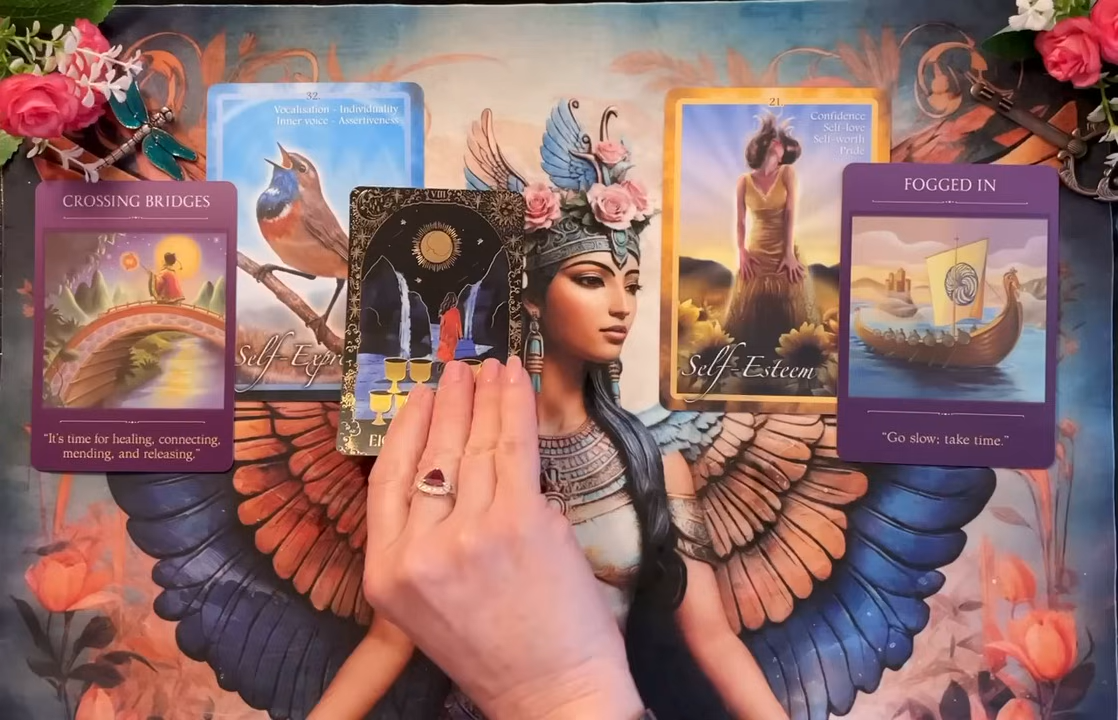 CROSSING BRIDGES
"It's time for healing, connecting,
mending, and releasing."
32.
Vocalisation - Individuality
Inner voice - Assertiveness
Self-Expre
VIII
21
Confidence
Self-love
Self-worth
Pride
Self-Esteem
FOGGED IN
"Go slow; take time."